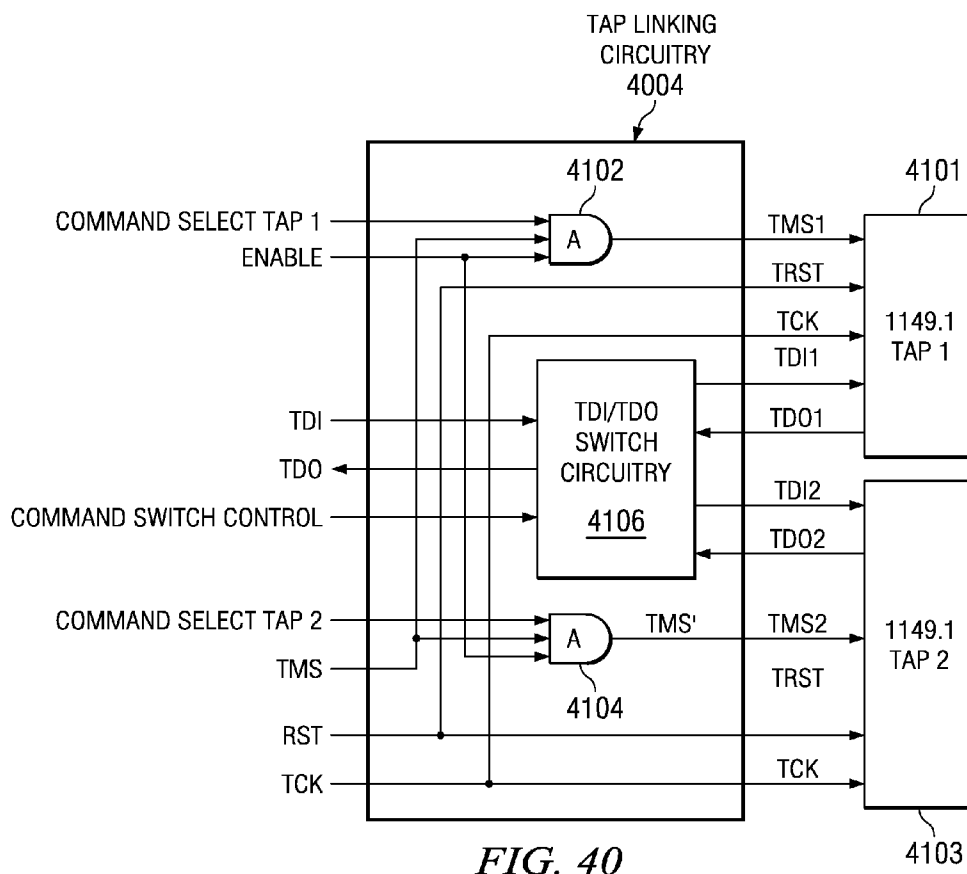 TAP LINKING
CIRCUITRY
4004
4102
4101
COMMAND SELECT TAP 1
ENABLE
A
TMS1
TRST
TCK
TDI1
TDO1
1149.1
TAP 1
TDI
TDO
COMMAND SWITCH CONTROL
TDI/TDO
SWITCH
CIRCUITRY
4106
TDI2
TDO2
COMMAND SELECT TAP 2
TMS
A
TMS'
TMS2
TRST
1149.1
TAP 2
4104
RST
TCK
TCK
4103
FIG. 40